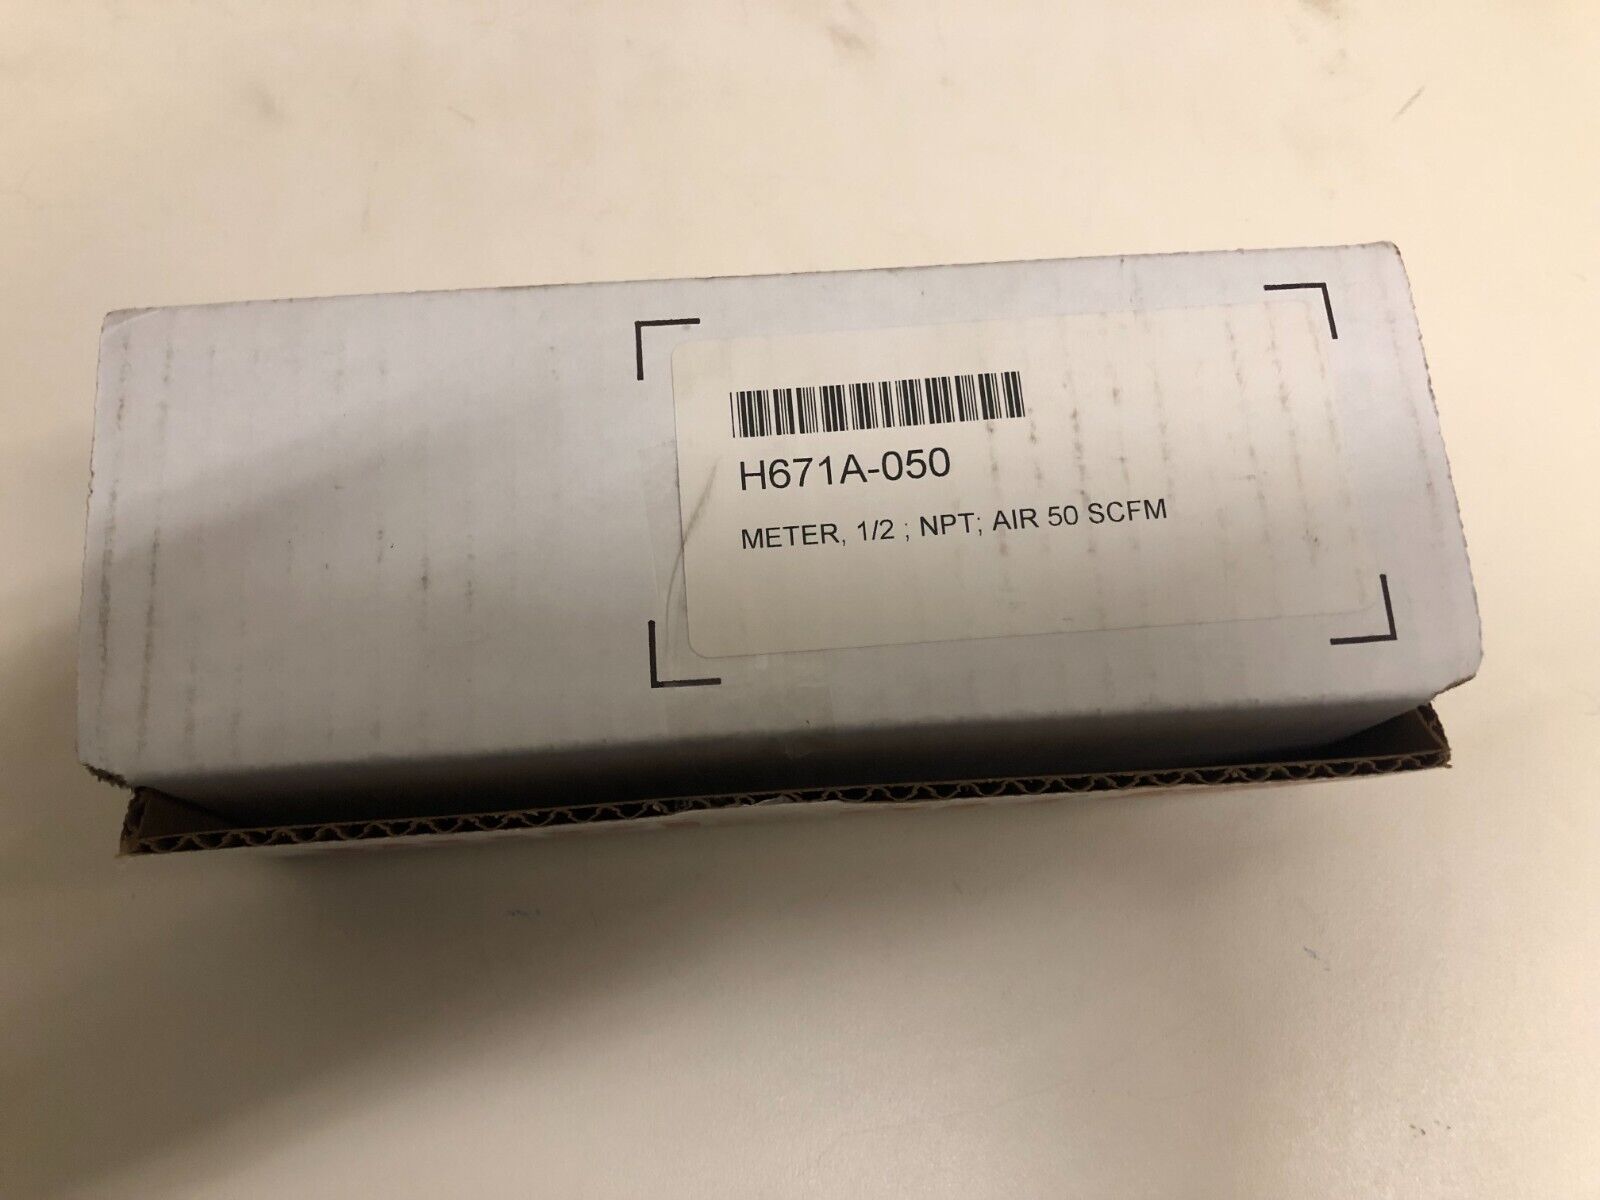 H671A-050
METER, 1/2 ; NPT; AIR 50 SCFM